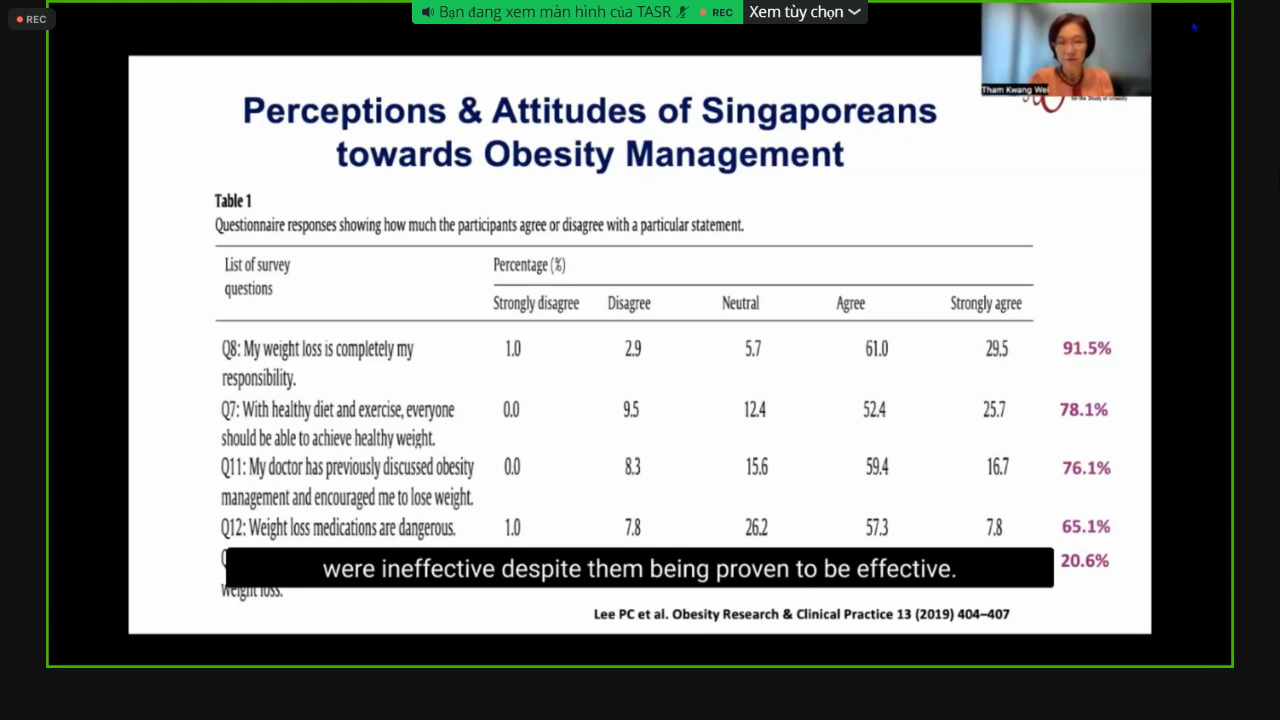 REC
Bạn đang xem màn hình của TASR
REC
Xem tùy chọn
Tham Kwang Wei
for the Study of Obesity
Perceptions & Attitudes of Singaporeans
towards Obesity Management
Table 1
Questionnaire responses showing how much the participants agree or disagree with a particular statement.
List of survey questions Percentage (%)
Strongly disagree Disagree Neutral Agree Strongly agree
Q8: My weight loss is completely my 1.0 2.9 5.7 61.0 29.5 91.5%
responsibility.
Q7: With healthy diet and exercise, everyone 0.0 9.5 12.4 52.4 25.7 78.1%
should be able to achieve healthy weight.
Q11: My doctor has previously discussed obesity 0.0 8.3 15.6 59.4 16.7 76.1%
management and encouraged me to lose weight.
Q12: Weight loss medications are dangerous. 1.0 7.8 26.2 57.3 7.8 65.1%
20.6%
were ineffective despite them being proven to be effective.
weight loss.
Lee PC et al. Obesity Research & Clinical Practice 13 (2019) 404–407